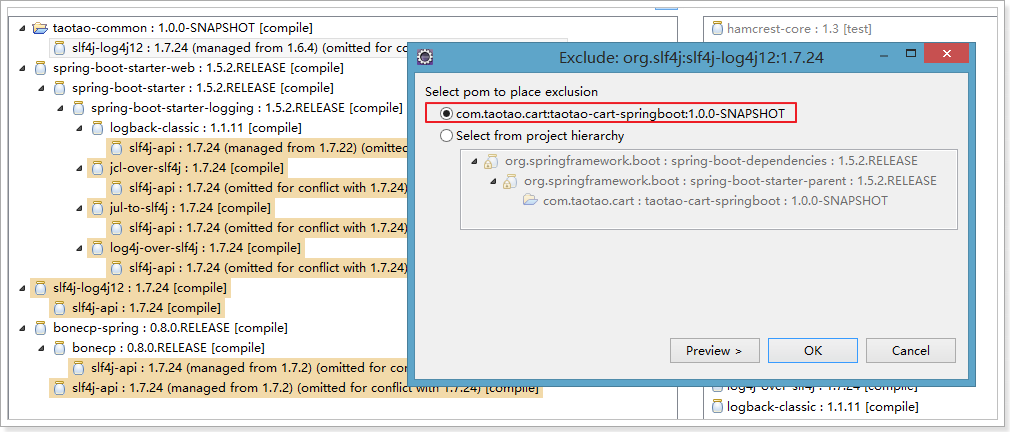 taotao-common : 1.0.0-SNAPSHOT [compile]
slf4j-log4j12 : 1.7.24 (managed from 1.6.4) (omitted for co
spring-boot-starter-web : 1.5.2.RELEASE [compile]
spring-boot-starter : 1.5.2.RELEASE [compile]
spring-boot-starter-logging : 1.5.2.RELEASE [compile]
logback-classic : 1.1.11 [compile]
slf4j-api : 1.7.24 (managed from 1.7.22) (omitted
jcl-over-slf4j : 1.7.24 [compile]
slf4j-api : 1.7.24 (omitted for conflict with 1.7.24)
jul-to-slf4j : 1.7.24 [compile]
slf4j-api : 1.7.24 (omitted for conflict with 1.7.24)
log4j-over-slf4j : 1.7.24 [compile]
slf4j-api : 1.7.24 (omitted for conflict with 1.7.24)
slf4j-log4j12 : 1.7.24 [compile]
slf4j-api : 1.7.24 [compile]
bonecp-spring : 0.8.0.RELEASE [compile]
bonecp : 0.8.0.RELEASE [compile]
slf4j-api : 1.7.24 (managed from 1.7.2) (omitted for
slf4j-api : 1.7.24 (managed from 1.7.2) (omitted for conflict with 1.7.24) [compile]
Exclude: org.slf4j:slf4j-log4j12:1.7.24
Select pom to place exclusion
com.taotao.cart:taotao-cart-springboot:1.0.0-SNAPSHOT
Select from project hierarchy
org.springframework.boot : spring-boot-dependencies : 1.5.2.RELEASE
org.springframework.boot : spring-boot-starter-parent : 1.5.2.RELEASE
com.taotao.cart : taotao-cart-springboot : 1.0.0-SNAPSHOT
Preview >
OK
Cancel
hamcrest-core : 1.3 [test]
log4j-over-slf4j : 1.7.24 [compile]
logback-classic : 1.1.11 [compile]